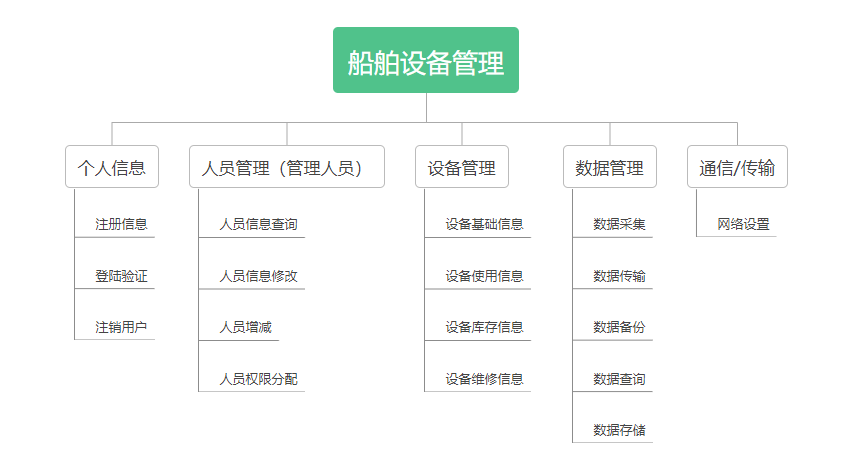 船舶设备管理
个人信息
人员管理（管理人员）
设备管理
数据管理
通信/传输
注册信息
人员信息查询
设备基础信息
数据采集
网络设置
登陆验证
人员信息修改
设备使用信息
数据传输
注销用户
人员增减
设备库存信息
数据备份
人员权限分配
设备维修信息
数据查询
数据存储